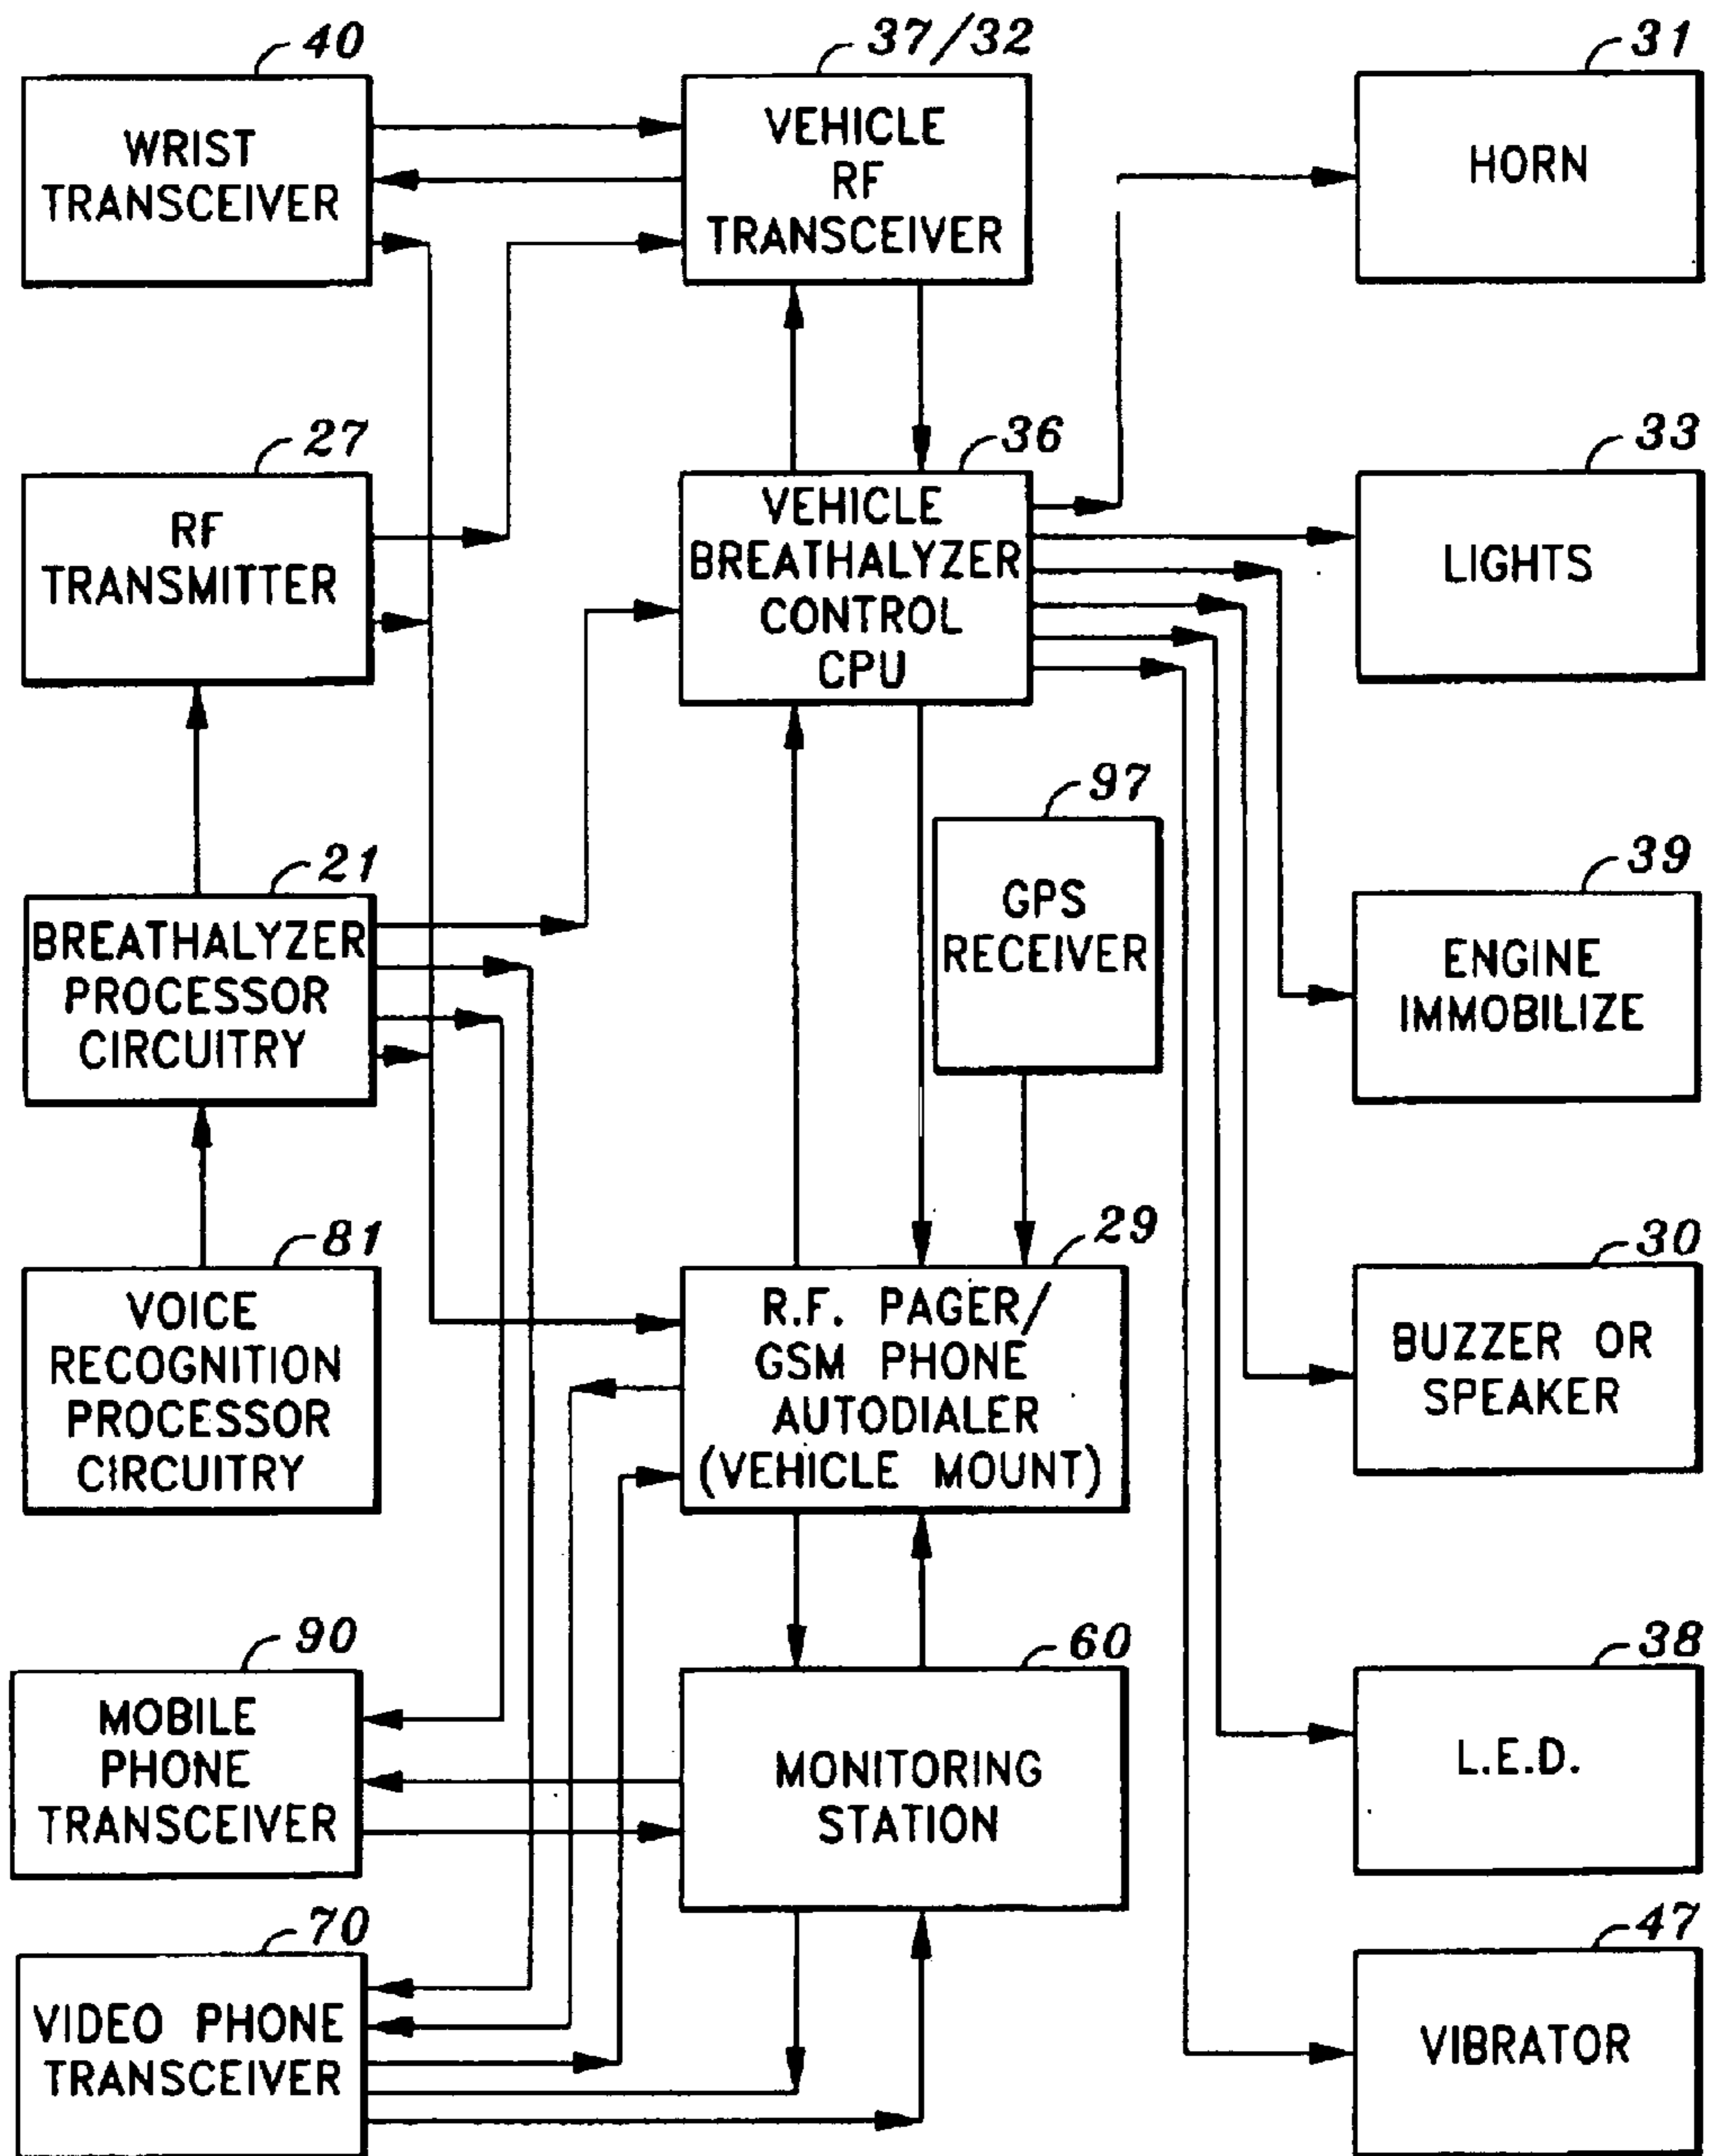 40
WRIST
TRANSCEIVER
37/32
VEHICLE
RF
TRANSCEIVER
31
HORN
27
RF
TRANSMITTER
36
VEHICLE
BREATHALYZER
CONTROL
CPU
33
LIGHTS
21
BREATHALYZER
PROCESSOR
CIRCUITRY
97
GPS
RECEIVER
39
ENGINE
IMMOBILIZE
81
VOICE
RECOGNITION
PROCESSOR
CIRCUITRY
29
R.F. PAGER/
GSM PHONE
AUTODIALER
(VEHICLE MOUNT)
30
BUZZER OR
SPEAKER
90
MOBILE
PHONE
TRANSCEIVER
60
MONITORING
STATION
38
L.E.D.
70
VIDEO PHONE
TRANSCEIVER
47
VIBRATOR